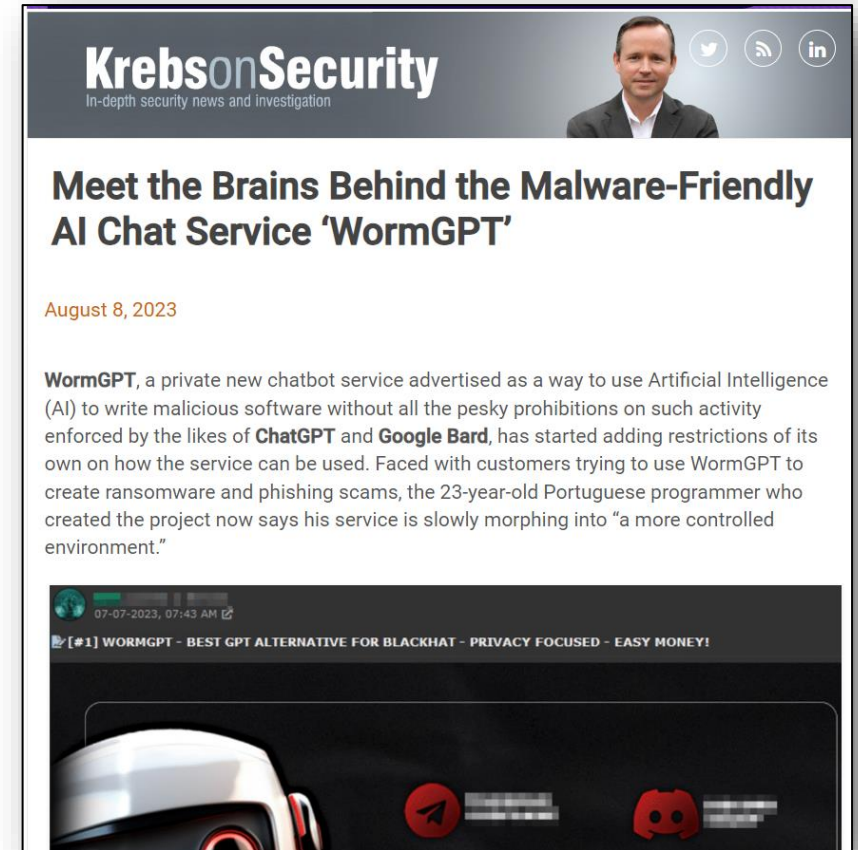 KrebsonSecurity
In-depth security news and investigation
in
Meet the Brains Behind the Malware-Friendly
AI Chat Service ‘WormGPT’
August 8, 2023
WormGPT, a private new chatbot service advertised as a way to use Artificial Intelligence
(AI) to write malicious software without all the pesky prohibitions on such activity
enforced by the likes of ChatGPT and Google Bard, has started adding restrictions of its
own on how the service can be used. Faced with customers trying to use WormGPT to
create ransomware and phishing scams, the 23-year-old Portuguese programmer who
created the project now says his service is slowly morphing into “a more controlled
environment.”
07-07-2023, 07:43 AM
[#1] WORMGPT - BEST GPT ALTERNATIVE FOR BLACKHAT - PRIVACY FOCUSED - EASY MONEY!